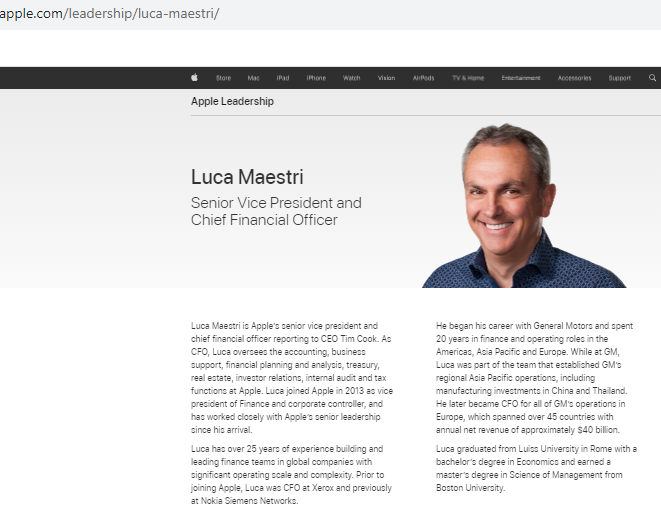 apple.com/leadership/luca-maestri/
Store Mac iPad iPhone Watch Vision AirPods TV & Home Entertainment Accessories Support
Apple Leadership
Luca Maestri
Senior Vice President and
Chief Financial Officer
Luca Maestri is Apple's senior vice president and
chief financial officer reporting to CEO Tim Cook. As
CFO, Luca oversees the accounting, business
support, financial planning and analysis, treasury,
real estate, investor relations, internal audit and tax
functions at Apple. Luca joined Apple in 2013 as vice
president of Finance and corporate controller, and
has worked closely with Apple's senior leadership
since his arrival.
Luca has over 25 years of experience building and
leading finance teams in global companies with
significant operating scale and complexity. Prior to
joining Apple, Luca was CFO at Xerox and previously
at Nokia Siemens Networks.
He began his career with General Motors and spent
20 years in finance and operating roles in the
Americas, Asia Pacific and Europe. While at GM,
Luca was part of the team that established GM's
regional Asia Pacific operations, including
manufacturing investments in China and Thailand.
He later became CFO for all of GM's operations in
Europe, which spanned over 45 countries with
annual net revenue of approximately $40 billion.
Luca graduated from Luiss University in Rome with a
bachelor's degree in Economics and earned a
master's degree in Science of Management from
Boston University.